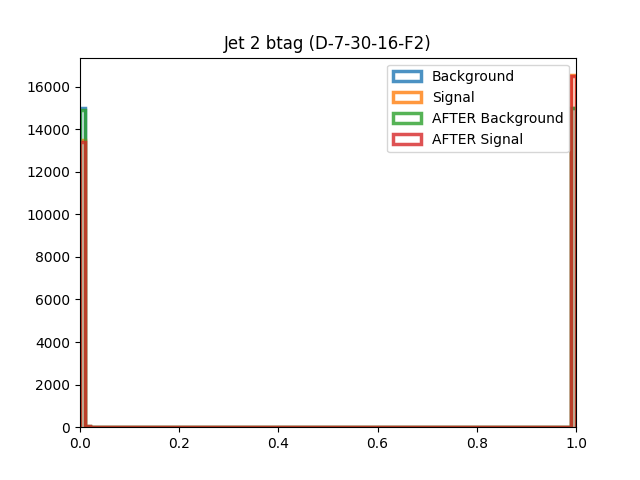 Jet 2 btag (D-7-30-16-F2)
Background
Signal
AFTER Background
AFTER Signal
16000
14000
12000
10000
8000
6000
4000
2000
0
0.0 0.2 0.4 0.6 0.8 1.0